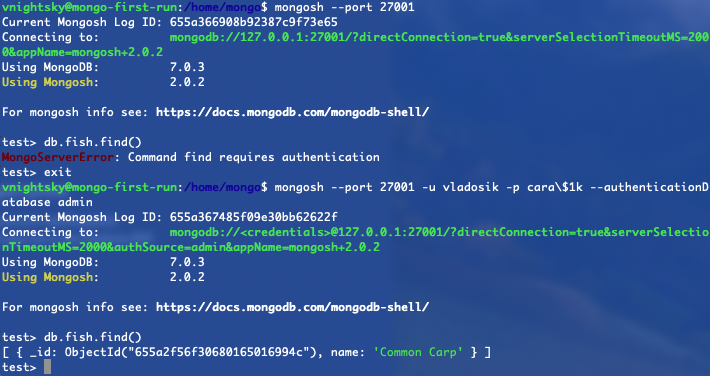 vnightsky@mongo-first-run:/home/mongo$ mongosh --port 27001
Current Mongosh Log ID: 655a366908b92387c9f73e65
Connecting to:          mongodb://127.0.0.1:27001/?directConnection=true&serverSelectionTimeoutMS=200
0&appName=mongosh+2.0.2
Using MongoDB:          7.0.3
Using Mongosh:          2.0.2

For mongosh info see: https://docs.mongodb.com/mongodb-shell/

test> db.fish.find()
MongoServerError: Command find requires authentication
test> exit
vnightsky@mongo-first-run:/home/mongo$ mongosh --port 27001 -u vladosik -p cara\$1k --authenticationD
atabase admin
Current Mongosh Log ID: 655a367485f09e30bb62622f
Connecting to:          mongodb://<credentials>@127.0.0.1:27001/?directConnection=true&serverSelectio
nTimeoutMS=2000&authSource=admin&appName=mongosh+2.0.2
Using MongoDB:          7.0.3
Using Mongosh:          2.0.2

For mongosh info see: https://docs.mongodb.com/mongodb-shell/

test> db.fish.find()
[ { _id: ObjectId("655a2f56f30680165016994c"), name: 'Common Carp' } ]
test>